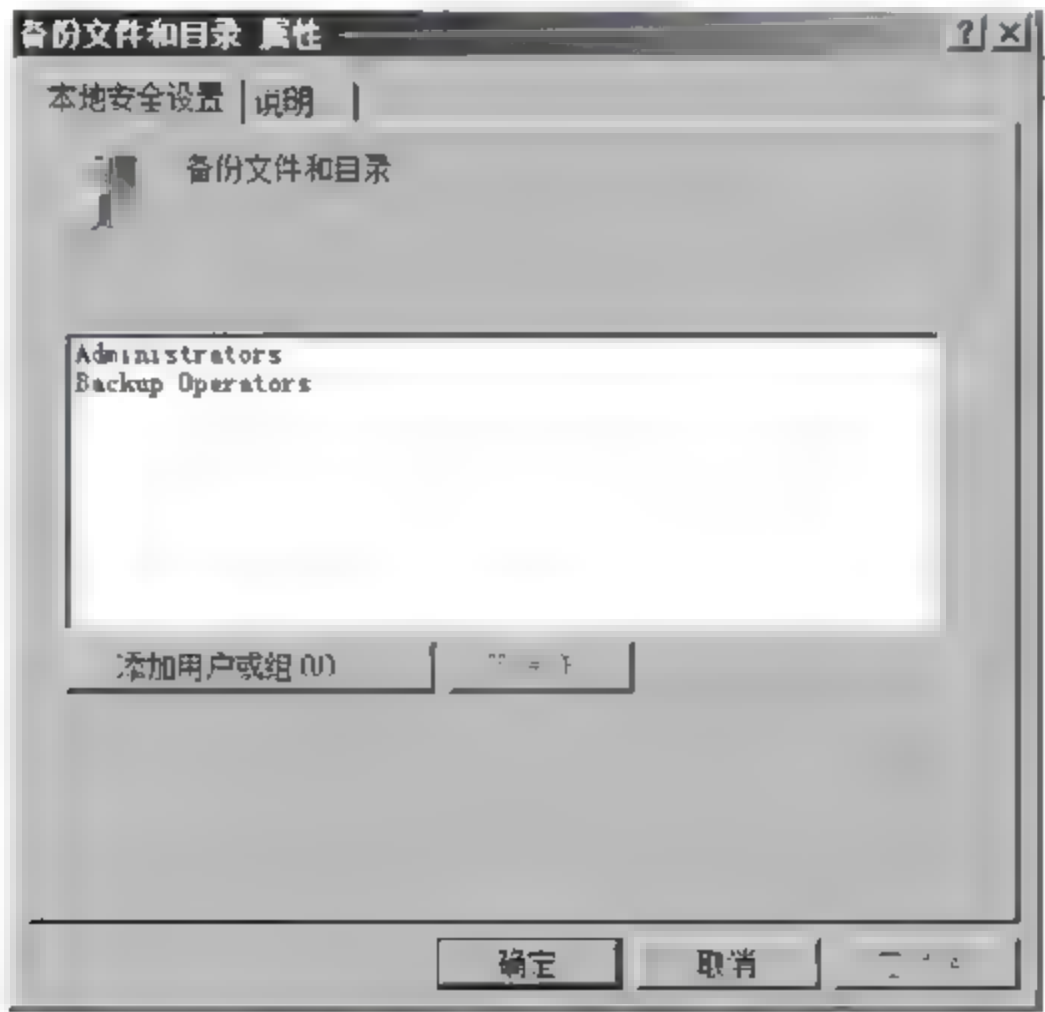 备份文件和目录 属性
本地安全设置 说明
备份文件和目录
Administrators
Backup Operators
添加用户或组(U)
确定 取消